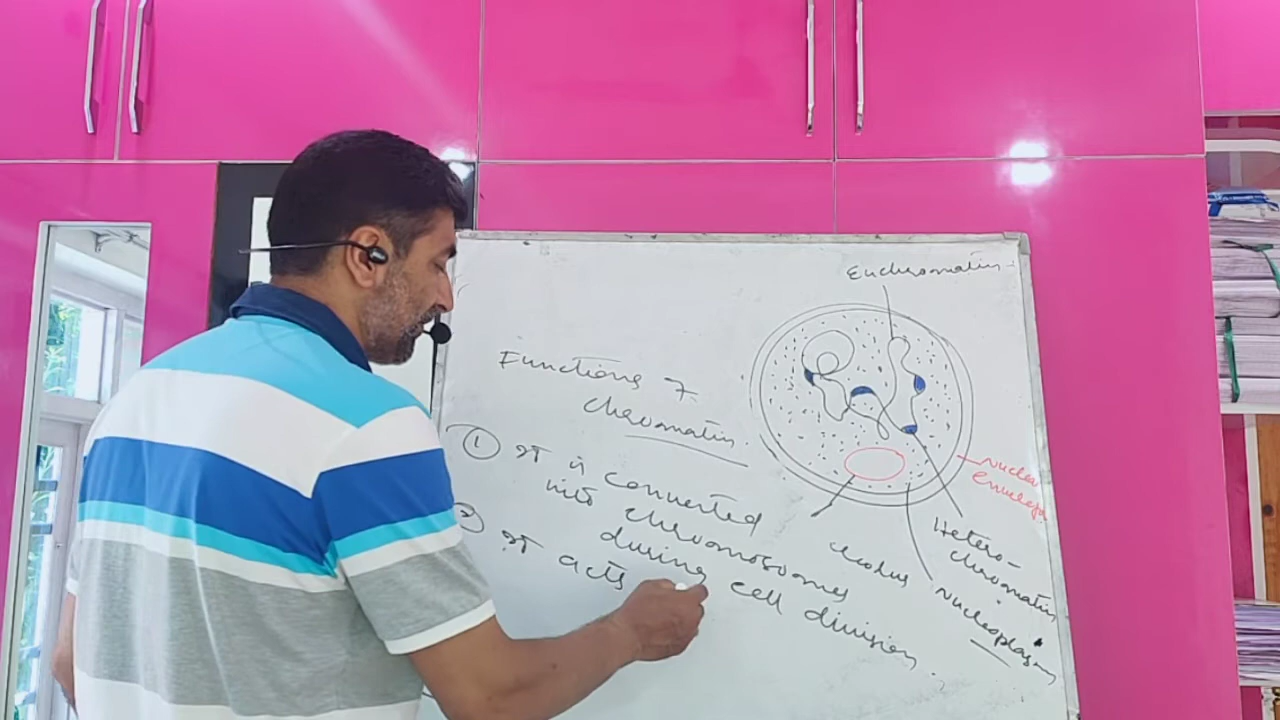 Euchromatin
Functions of
chromatin.
① It is converted
into chromosomes
during cell division.
② It acts
Nuclear
Envelope
Hetero-
chromatin
Nucleoplasm